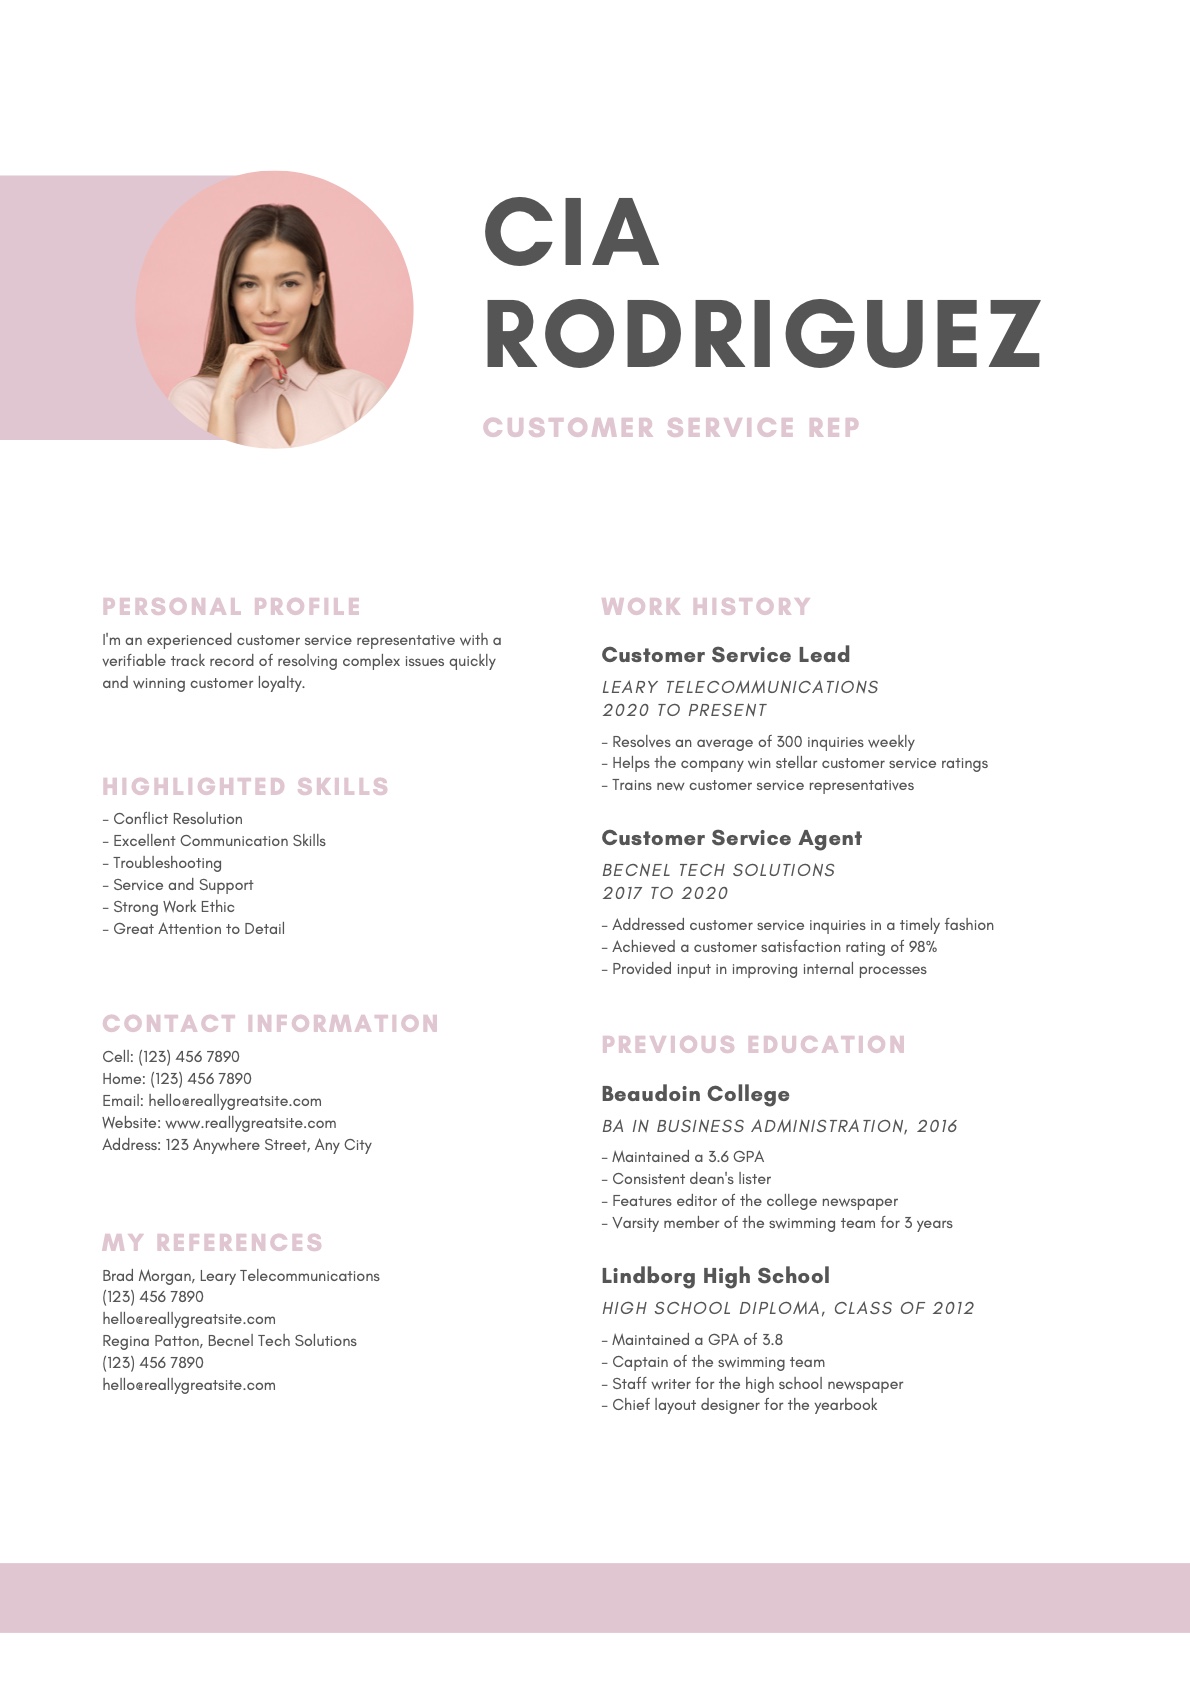 CIA
RODRIGUEZ
CUSTOMER SERVICE REP
PERSONAL PROFILE
I'm an experienced customer service representative with a
verifiable track record of resolving complex issues quickly
and winning customer loyalty.
HIGHLIGHTED SKILLS
- Conflict Resolution
- Excellent Communication Skills
- Troubleshooting
- Service and Support
- Strong Work Ethic
- Great Attention to Detail
CONTACT INFORMATION
Cell: (123) 456 7890
Home: (123) 456 7890
Email: hello@reallygreatsite.com
Website: www.reallygreatsite.com
Address: 123 Anywhere Street, Any City
MY REFERENCES
Brad Morgan, Leary Telecommunications
(123) 456 7890
hello@reallygreatsite.com
Regina Patton, Becnel Tech Solutions
(123) 456 7890
hello@reallygreatsite.com
WORK HISTORY
Customer Service Lead
LEARY TELECOMMUNICATIONS
2020 TO PRESENT
- Resolves an average of 300 inquiries weekly
- Helps the company win stellar customer service ratings
- Trains new customer service representatives
Customer Service Agent
BECNEL TECH SOLUTIONS
2017 TO 2020
- Addressed customer service inquiries in a timely fashion
- Achieved a customer satisfaction rating of 98%
- Provided input in improving internal processes
PREVIOUS EDUCATION
Beaudoin College
BA IN BUSINESS ADMINISTRATION, 2016
- Maintained a 3.6 GPA
- Consistent dean's lister
- Features editor of the college newspaper
- Varsity member of the swimming team for 3 years
Lindborg High School
HIGH SCHOOL DIPLOMA, CLASS OF 2012
- Maintained a GPA of 3.8
- Captain of the swimming team
- Staff writer for the high school newspaper
- Chief layout designer for the yearbook